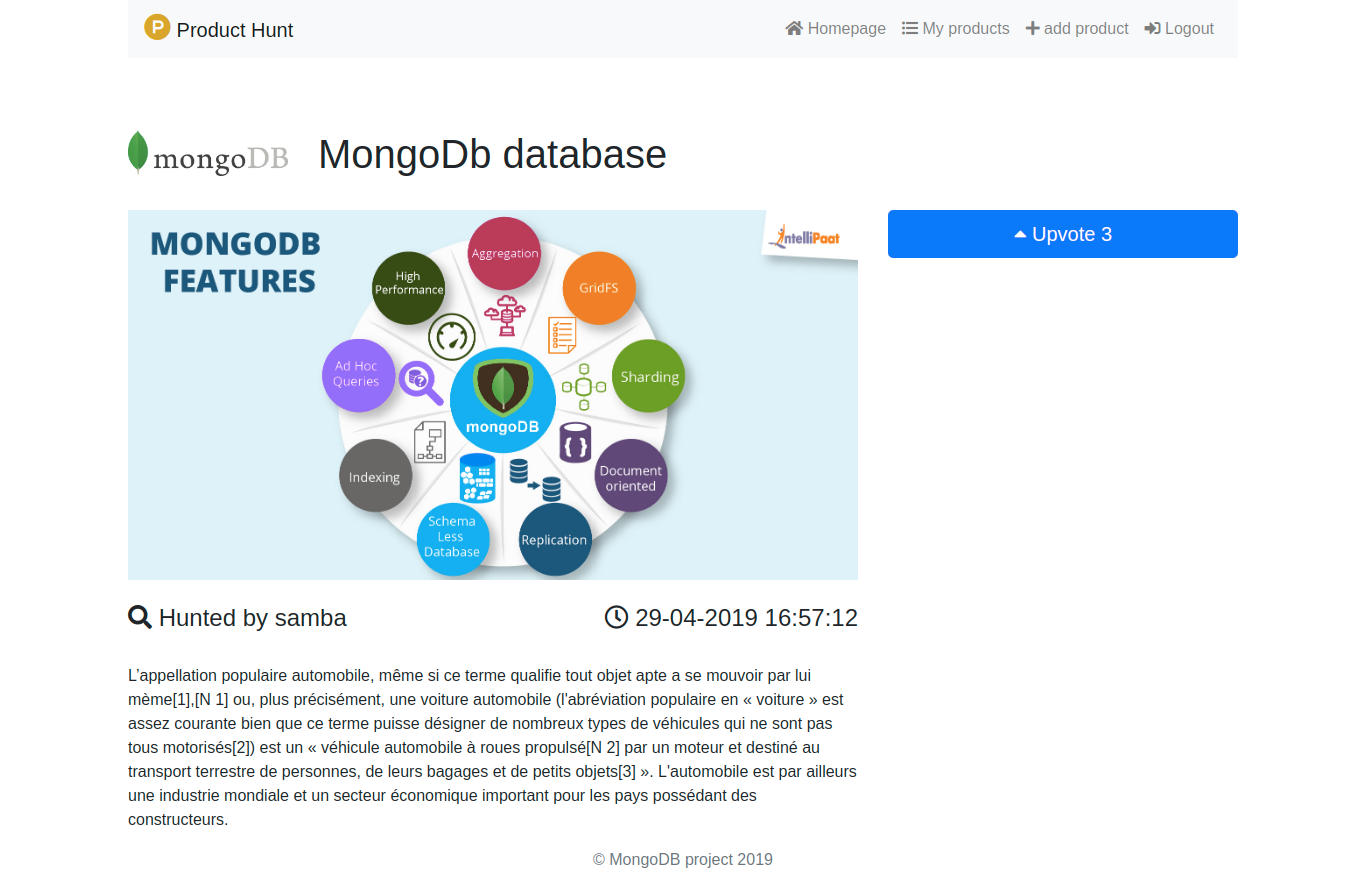 P Product Hunt
Homepage My products add product Logout
mongoDB
MongoDb database
MONGODB
FEATURES
IntelliPaat
Upvote 3
Aggregation
High
Performance
GridFS
Ad Hoc
Queries
Sharding
mongoDB
Indexing
Document
oriented
Schema
Less
Database
Replication
Hunted by samba
29-04-2019 16:57:12
L’appellation populaire automobile, même si ce terme qualifie tout objet apte a se mouvoir par lui
mème[1],[N 1] ou, plus précisément, une voiture automobile (l'abréviation populaire en « voiture » est
assez courante bien que ce terme puisse désigner de nombreux types de véhicules qui ne sont pas
tous motorisés[2]) est un « véhicule automobile à roues propulsé[N 2] par un moteur et destiné au
transport terrestre de personnes, de leurs bagages et de petits objets[3] ». L'automobile est par ailleurs
une industrie mondiale et un secteur économique important pour les pays possédant des
constructeurs.
© MongoDB project 2019